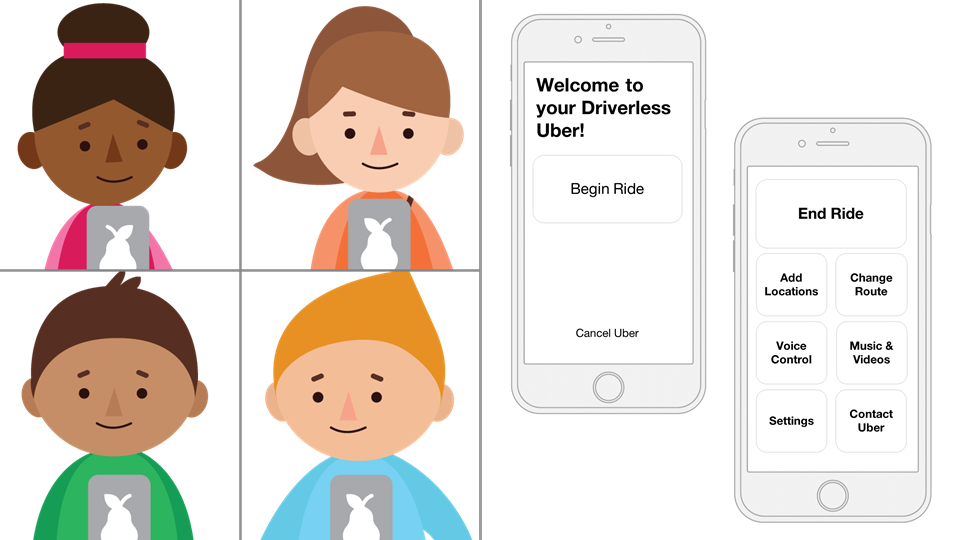 Welcome to
your Driverless
Uber!
Begin Ride
Cancel Uber
End Ride
Add
Locations
Change
Route
Voice
Control
Music &
Videos
Settings
Contact
Uber